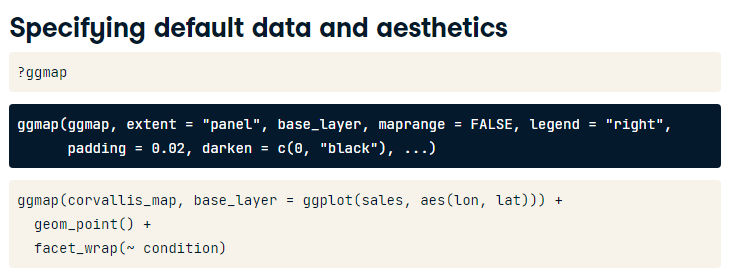 Specifying default data and aesthetics
?ggmap
ggmap(ggmap, extent = "panel", base_layer, maprange = FALSE, legend = "right",
      padding = 0.02, darken = c(0, "black"), ...)
ggmap(corvallis_map, base_layer = ggplot(sales, aes(lon, lat))) +
  geom_point() +
  facet_wrap(~ condition)